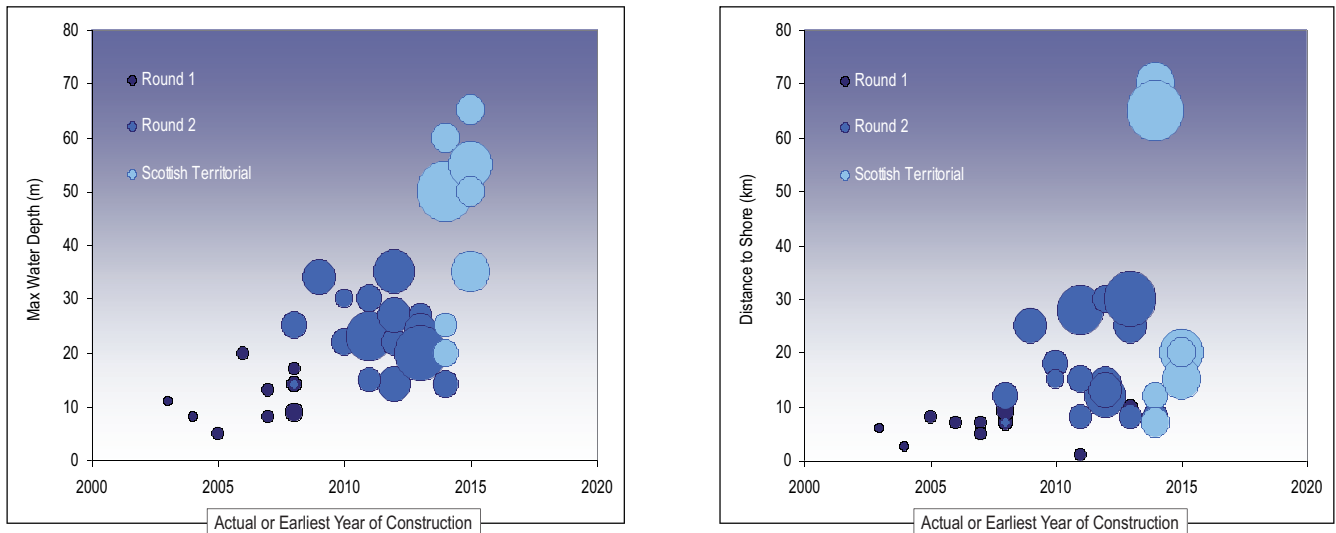 80
70
60
50
40
30
20
10
0
Max Water Depth (m)
Round 1
Round 2
Scottish Territorial
2000 2005 2010 2015 2020
Actual or Earliest Year of Construction
80
70
60
50
40
30
20
10
0
Distance to Shore (km)
Round 1
Round 2
Scottish Territorial
2000 2005 2010 2015 2020
Actual or Earliest Year of Construction